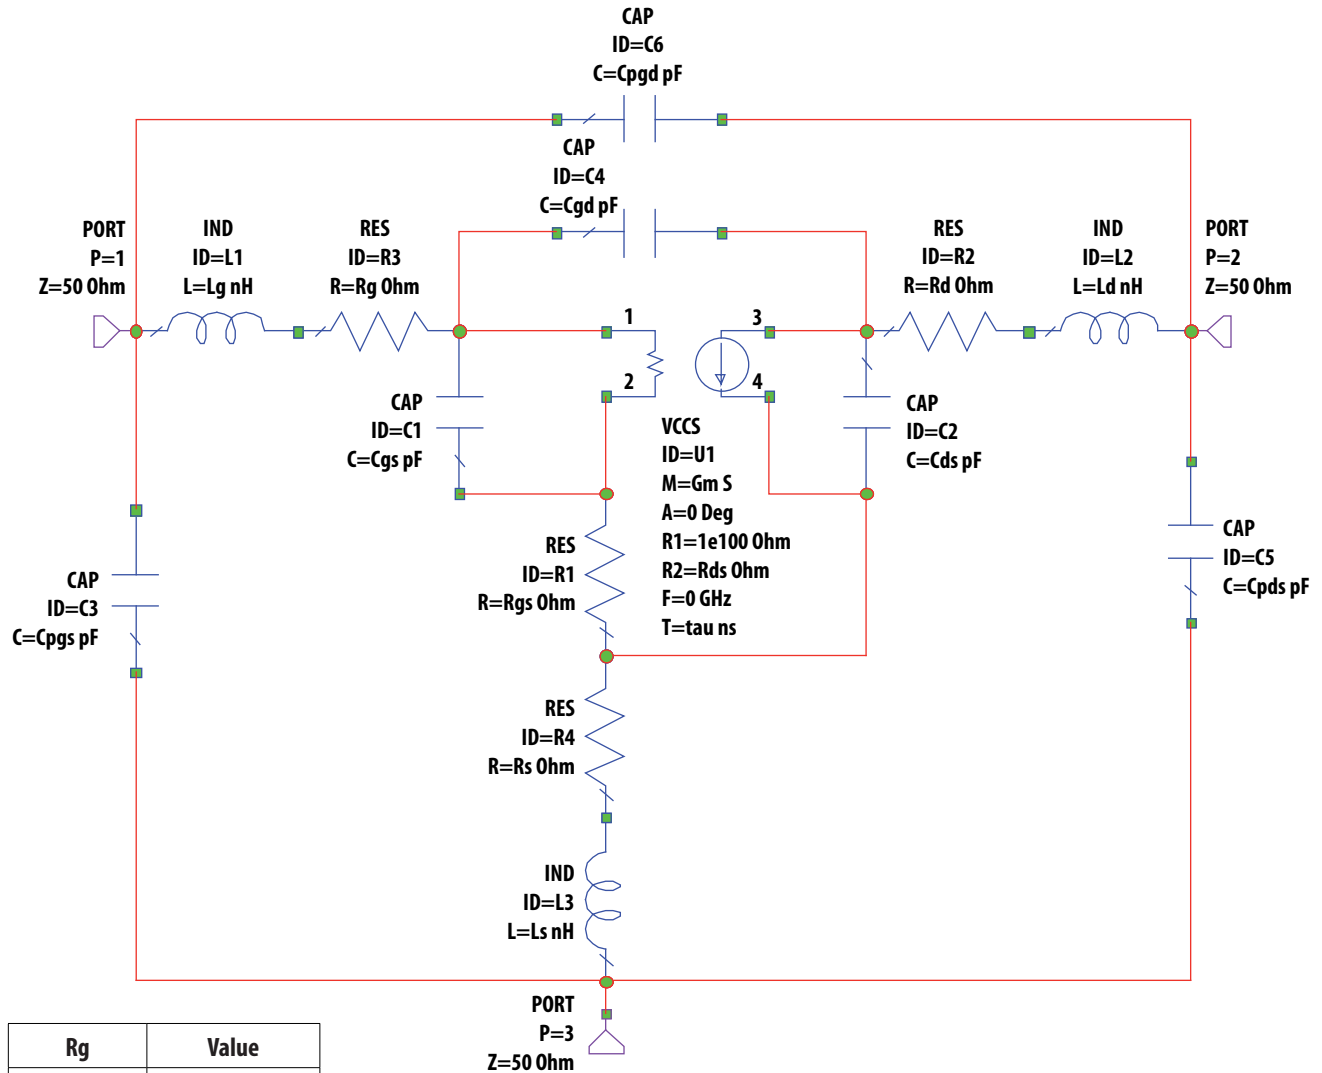 CAP
ID=C6
C=Cpgd pF
CAP
ID=C4
C=Cgd pF
PORT
P=1
Z=50 Ohm
IND
ID=L1
L=Lg nH
RES
ID=R3
R=Rg Ohm
RES
ID=R2
R=Rd Ohm
IND
ID=L2
L=Ld nH
PORT
P=2
Z=50 Ohm
1
2
3
4
CAP
ID=C1
C=Cgs pF
VCCS
ID=U1
M=Gm S
A=0 Deg
R1=1e100 Ohm
R2=Rds Ohm
F=0 GHz
T=tau ns
CAP
ID=C2
C=Cds pF
CAP
ID=C3
C=Cpgs pF
RES
ID=R1
R=Rgs Ohm
CAP
ID=C5
C=Cpds pF
RES
ID=R4
R=Rs Ohm
IND
ID=L3
L=Ls nH
PORT
P=3
Z=50 Ohm
Rg Value